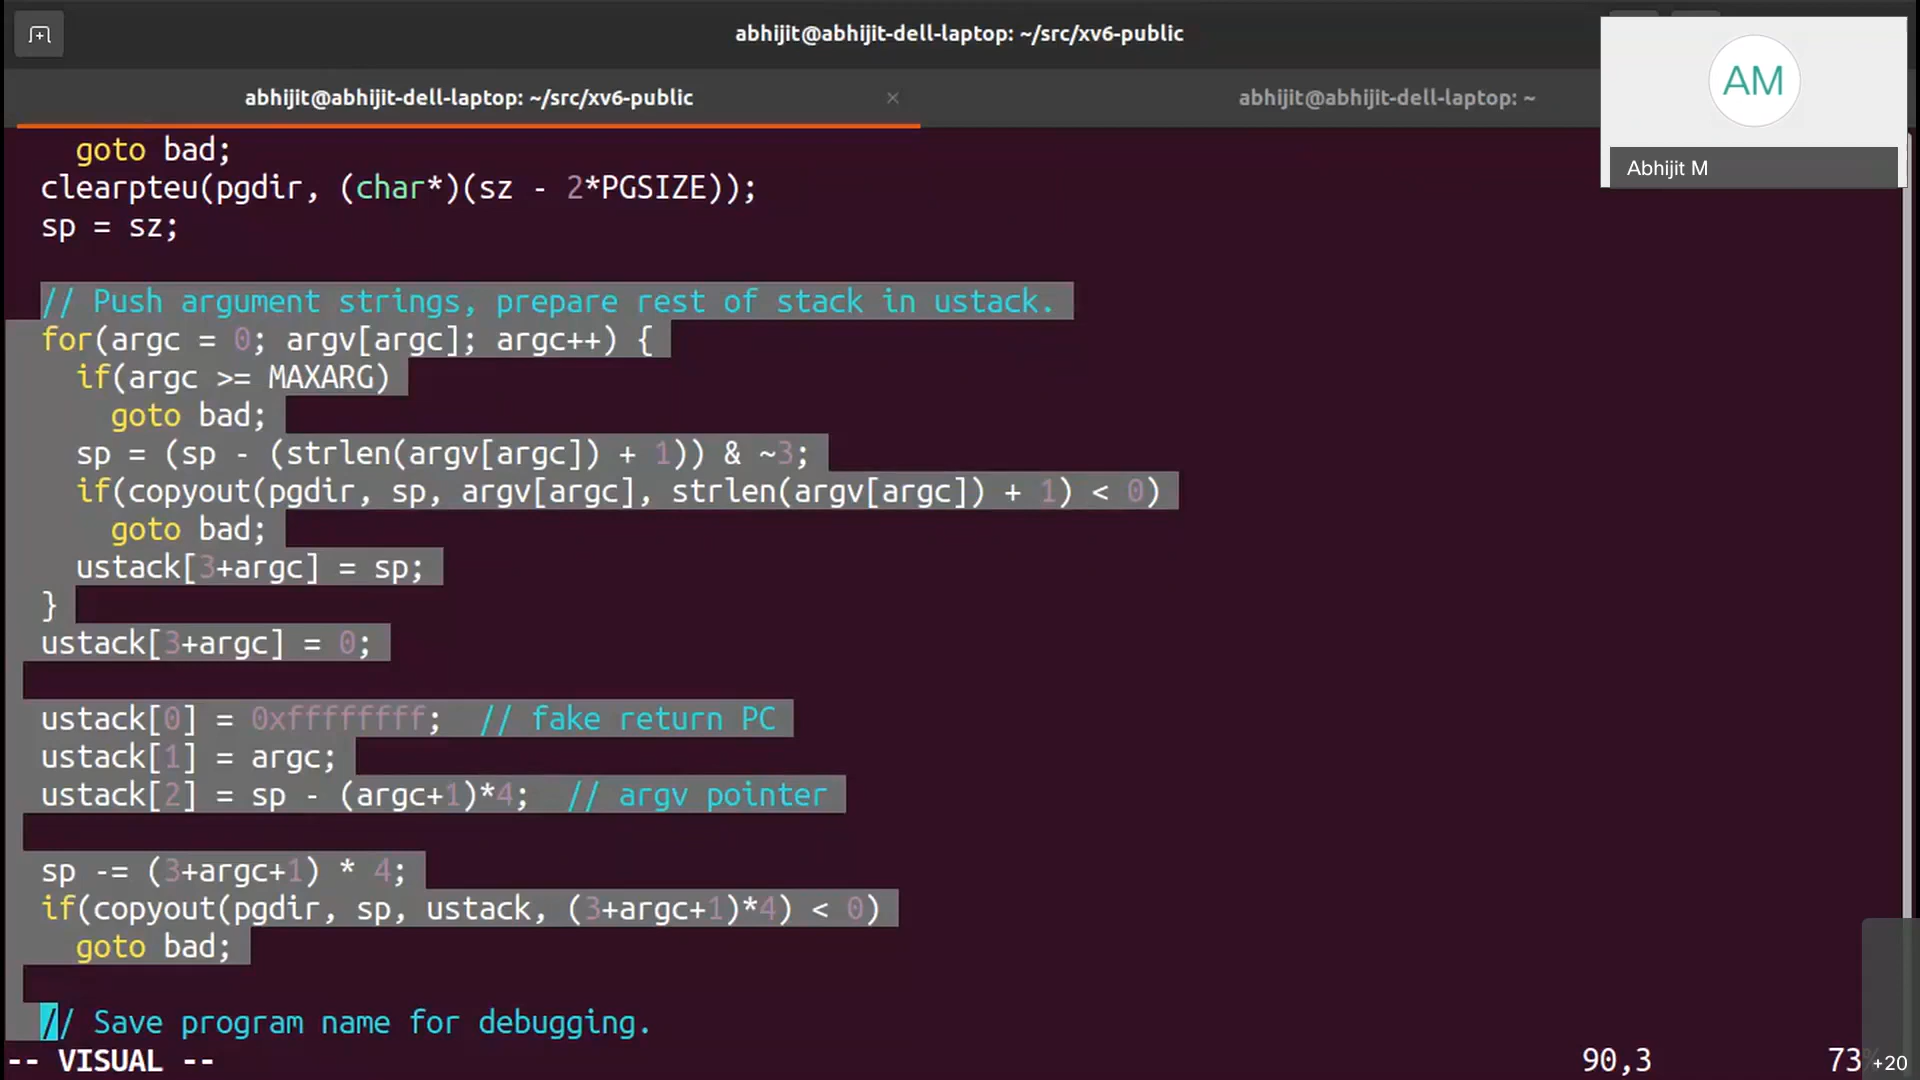 abhijit@abhijit-dell-laptop: ~/src/xv6-public
abhijit@abhijit-dell-laptop: ~/src/xv6-public × abhijit@abhijit-dell-laptop: ~
AM
Abhijit M
goto bad;
clearpteu(pgdir, (char*)(sz - 2*PGSIZE));
sp = sz;
// Push argument strings, prepare rest of stack in ustack.
for(argc = 0; argv[argc]; argc++) {
if(argc >= MAXARG)
goto bad;
sp = (sp - (strlen(argv[argc]) + 1)) & ~3;
if(copyout(pgdir, sp, argv[argc], strlen(argv[argc]) + 1) < 0)
goto bad;
ustack[3+argc] = sp;
}
ustack[3+argc] = 0;
ustack[0] = 0xffffffff; // fake return PC
ustack[1] = argc;
ustack[2] = sp - (argc+1)*4; // argv pointer
sp -= (3+argc+1) * 4;
if(copyout(pgdir, sp, ustack, (3+argc+1)*4) < 0)
goto bad;
// Save program name for debugging.
-- VISUAL -- 90,3 73% +20